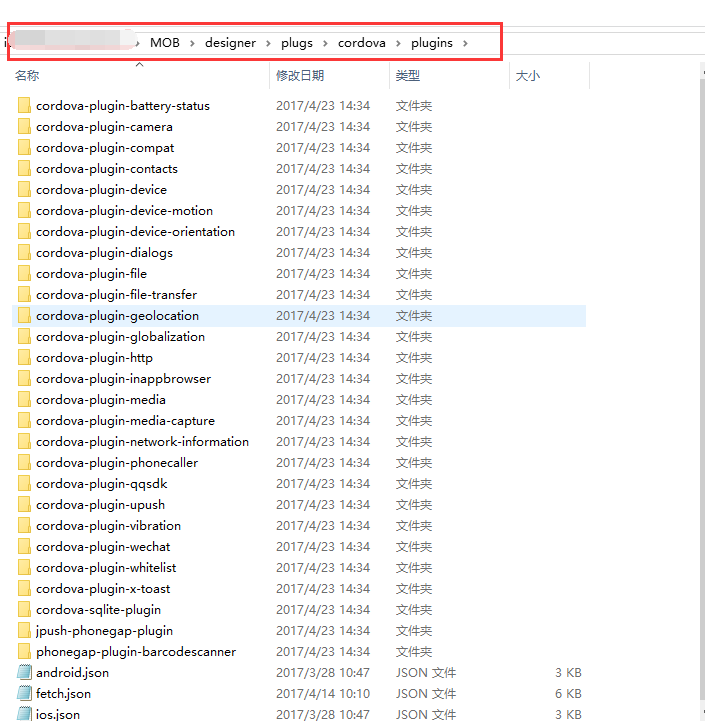 MOB > designer > plugs > cordova > plugins >
名称 修改日期 类型 大小
cordova-plugin-battery-status 2017/4/23 14:34 文件夹
cordova-plugin-camera 2017/4/23 14:34 文件夹
cordova-plugin-compat 2017/4/23 14:34 文件夹
cordova-plugin-contacts 2017/4/23 14:34 文件夹
cordova-plugin-device 2017/4/23 14:34 文件夹
cordova-plugin-device-motion 2017/4/23 14:34 文件夹
cordova-plugin-device-orientation 2017/4/23 14:34 文件夹
cordova-plugin-dialogs 2017/4/23 14:34 文件夹
cordova-plugin-file 2017/4/23 14:34 文件夹
cordova-plugin-file-transfer 2017/4/23 14:34 文件夹
cordova-plugin-geolocation 2017/4/23 14:34 文件夹
cordova-plugin-globalization 2017/4/23 14:34 文件夹
cordova-plugin-http 2017/4/23 14:34 文件夹
cordova-plugin-inappbrowser 2017/4/23 14:34 文件夹
cordova-plugin-media 2017/4/23 14:34 文件夹
cordova-plugin-media-capture 2017/4/23 14:34 文件夹
cordova-plugin-network-information 2017/4/23 14:34 文件夹
cordova-plugin-phonecaller 2017/4/23 14:34 文件夹
cordova-plugin-qqsdk 2017/4/23 14:34 文件夹
cordova-plugin-upush 2017/4/23 14:34 文件夹
cordova-plugin-vibration 2017/4/23 14:34 文件夹
cordova-plugin-wechat 2017/4/23 14:34 文件夹
cordova-plugin-whitelist 2017/4/23 14:34 文件夹
cordova-plugin-x-toast 2017/4/23 14:34 文件夹
cordova-sqlite-plugin 2017/4/23 14:34 文件夹
jpush-phonegap-plugin 2017/4/23 14:34 文件夹
phonegap-plugin-barcodescanner 2017/4/23 14:34 文件夹
android.json 2017/3/28 10:47 JSON 文件 3 KB
fetch.json 2017/4/14 10:10 JSON 文件 6 KB
ios.json 2017/3/28 10:47 JSON 文件 3 KB